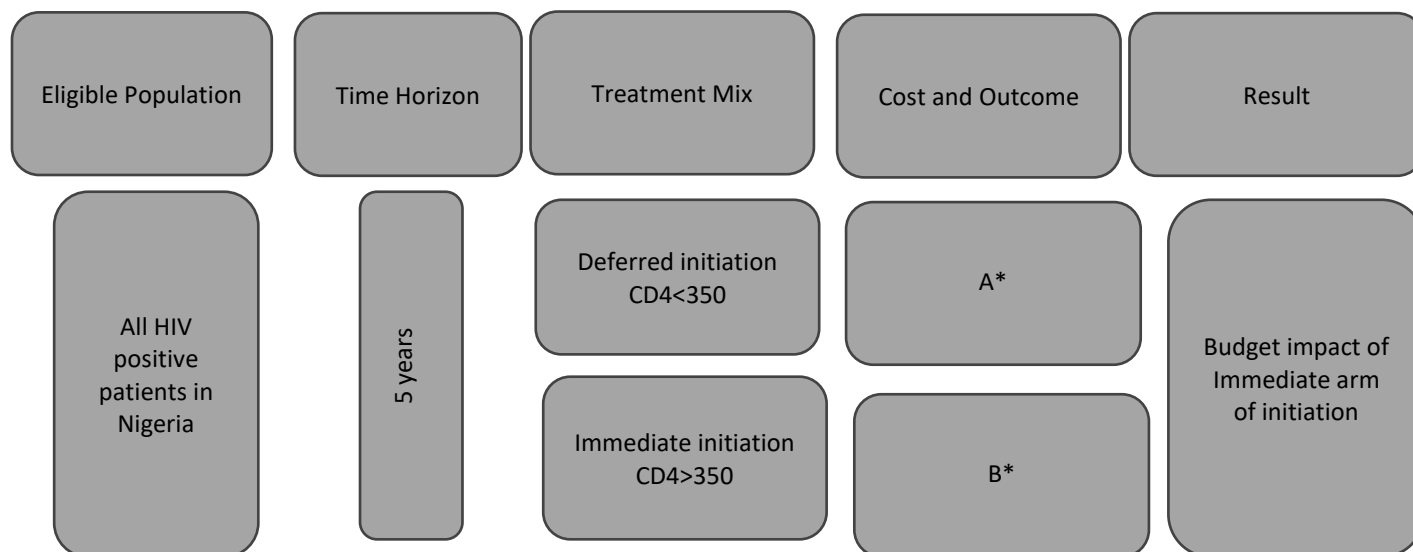 Eligible Population
Time Horizon
Treatment Mix
Cost and Outcome
Result
All HIV
positive
patients in
Nigeria
5 years
Deferred initiation
CD4<350
Immediate initiation
CD4>350
A*
B*
Budget impact of
Immediate arm
of initiation